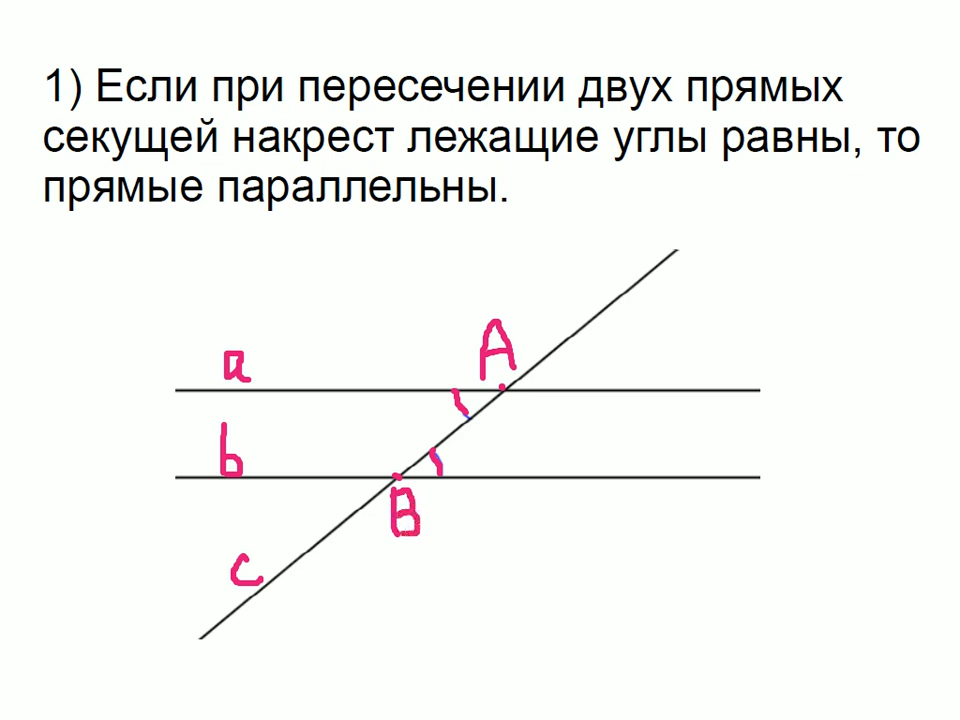 1) Если при пересечении двух прямых
секущей накрест лежащие углы равны, то
прямые параллельны.
A
a
b
B
c